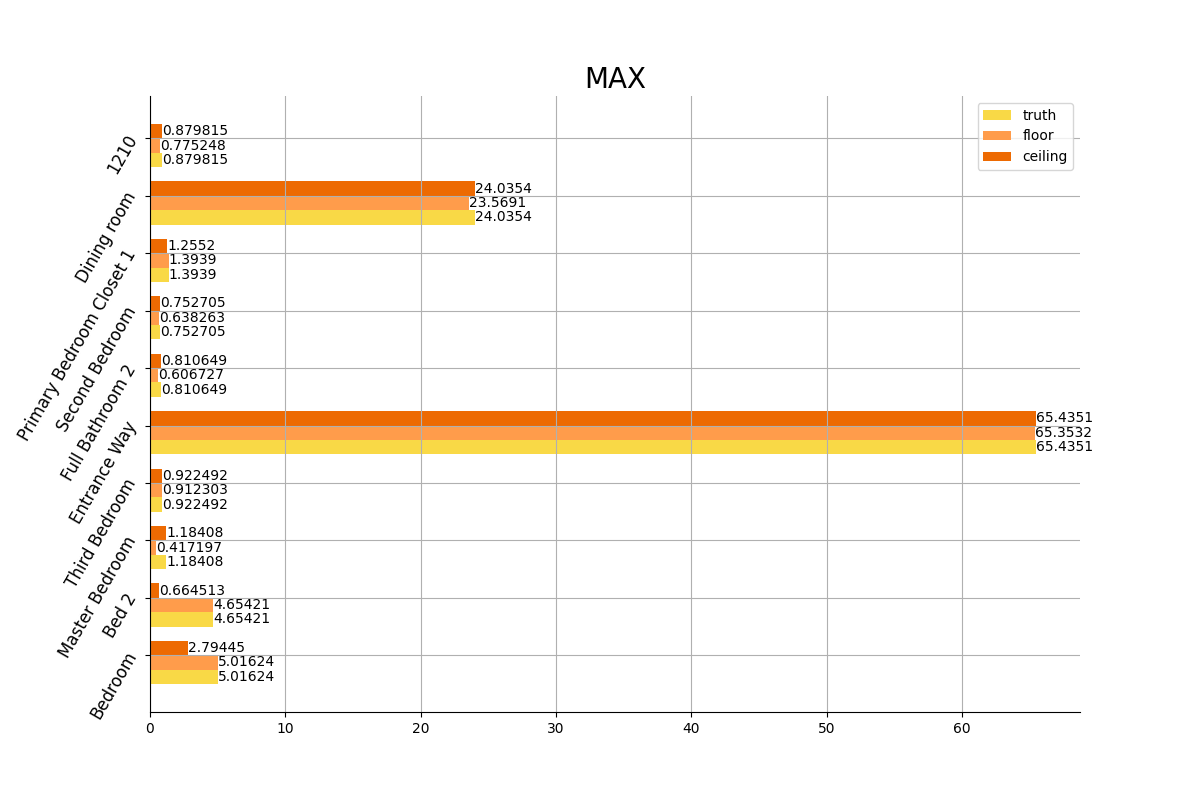 MAX
truth
floor
ceiling
1210
0.879815
0.775248
0.879815
Dining room
24.0354
23.5691
24.0354
Primary Bedroom Closet 1
1.2552
1.3939
1.3939
Second Bedroom
0.752705
0.638263
0.752705
Full Bathroom 2
0.810649
0.606727
0.810649
Entrance Way
65.4351
65.3532
65.4351
Third Bedroom
0.922492
0.912303
0.922492
Master Bedroom
1.18408
0.417197
1.18408
Bed 2
0.664513
4.65421
4.65421
Bedroom
2.79445
5.01624
5.01624
0 10 20 30 40 50 60